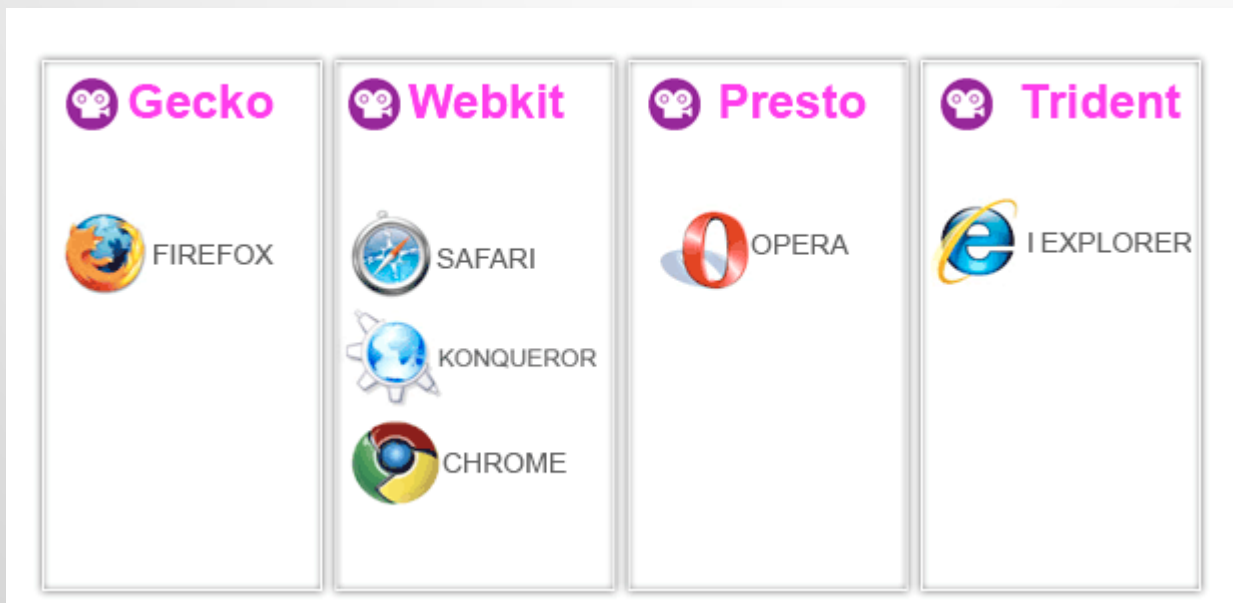 Gecko
FIREFOX
Webkit
SAFARI
KONQUEROR
CHROME
Presto
OPERA
Trident
I EXPLORER